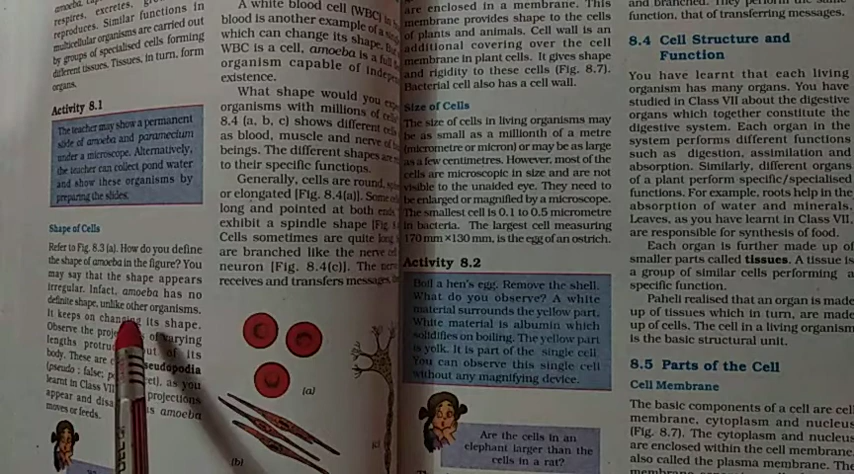 respires, excretes,
reproduces. Similar functions in
multicellular organisms are carried out
by groups of specialised cells forming
different tissues. Tissues, in turn, form
organs.
Activity 8.1
The teacher may show a permanent
slide of amoeba and paramecium
under a microscope. Alternatively,
the teacher can collect pond water
and show these organisms by
preparing the slides.
Shape of Cells
Refer to Fig. 8.3 (a). How do you define
the shape of amoeba in the figure? You
may say that the shape appears
irregular. Infact, amoeba has no
definite shape, unlike other organisms.
It keeps on changing its shape.
Observe the of varying
lengths out of its
body. These are
(pseudo : false; as you
learnt in Class VII projections
appear and amoeba
moves or feeds.
A white blood cell (WBC) in
blood is another example of a
which can change its shape.
WBC is a cell, amoeba is a full
organism capable of
existence.
What shape would you
organisms with millions of
8.4 (a, b, c) shows different
as blood, muscle and nerve of
beings. The different shapes
to their specific functions.
Generally, cells are round,
or elongated [Fig. 8.4(a)]. Some
long and pointed at both ends,
exhibit a spindle shape
Cells sometimes are quite long
are branched like the nerve
neuron [Fig. 8.4(c)]. The
receives and transfers messages,
(a)
(b)
(c)
are enclosed in a membrane. This
membrane provides shape to the cells
of plants and animals. Cell wall is an
additional covering over the cell
membrane in plant cells. It gives shape
and rigidity to these cells (Fig. 8.7).
Bacterial cell also has a cell wall.
Size of Cells
The size of cells in living organisms may
be as small as a millionth of a metre
(micrometre or micron) or may be as large
as a few centimetres. However, most of the
cells are microscopic in size and are not
visible to the unaided eye. They need to
be enlarged or magnified by a microscope.
The smallest cell is 0.1 to 0.5 micrometre
in bacteria. The largest cell measuring
170 mm ×130 mm, is the egg of an ostrich.
Activity 8.2
Boil a hen's egg. Remove the shell.
What do you observe? A white
material surrounds the yellow part.
White material is albumin which
solidifies on boiling. The yellow part
is yolk. It is part of the single cell.
You can observe this single cell
without any magnifying device.
Are the cells in an
elephant larger than the
cells in a rat?
and branched. They perform the same
function, that of transferring messages.
8.4 Cell Structure and
Function
You have learnt that each living
organism has many organs. You have
studied in Class VII about the digestive
organs which together constitute the
digestive system. Each organ in the
system performs different functions
such as digestion, assimilation and
absorption. Similarly, different organs
of a plant perform specific/specialised
functions. For example, roots help in the
absorption of water and minerals.
Leaves, as you have learnt in Class VII,
are responsible for synthesis of food.
Each organ is further made up of
smaller parts called tissues. A tissue is
a group of similar cells performing a
specific function.
Paheli realised that an organ is made
up of tissues which in turn, are made
up of cells. The cell in a living organism
is the basic structural unit.
8.5 Parts of the Cell
Cell Membrane
The basic components of a cell are cell
membrane, cytoplasm and nucleus
(Fig. 8.7). The cytoplasm and nucleus
are enclosed within the cell membrane,
also called the plasma membrane. The